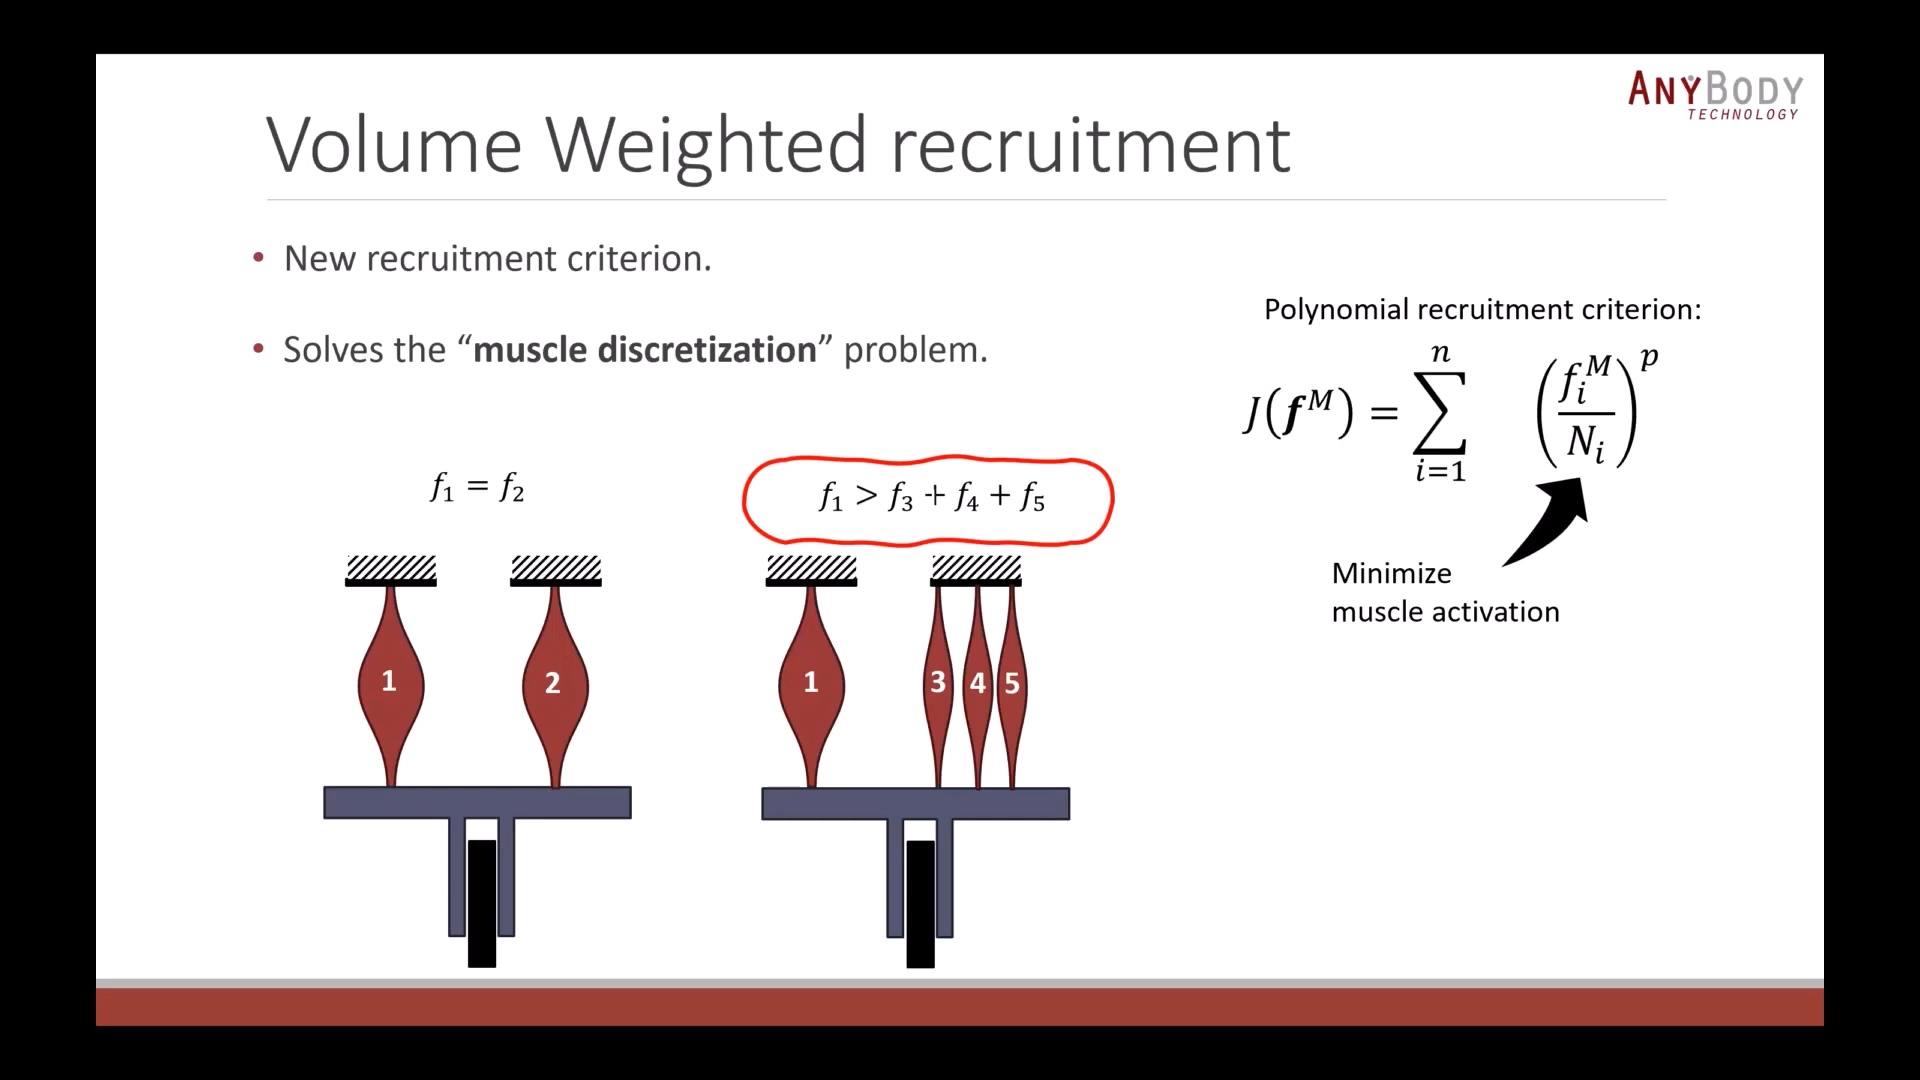 ANYBODY
TECHNOLOGY
Volume Weighted recruitment
• New recruitment criterion.
• Solves the “muscle discretization” problem.
Polynomial recruitment criterion:
J(f^M) = ∑_{i=1}^{n} (f_i^M / N_i)^p
Minimize
muscle activation
f₁ = f₂
f₁ > f₃ + f₄ + f₅
1
2
1
3
4
5